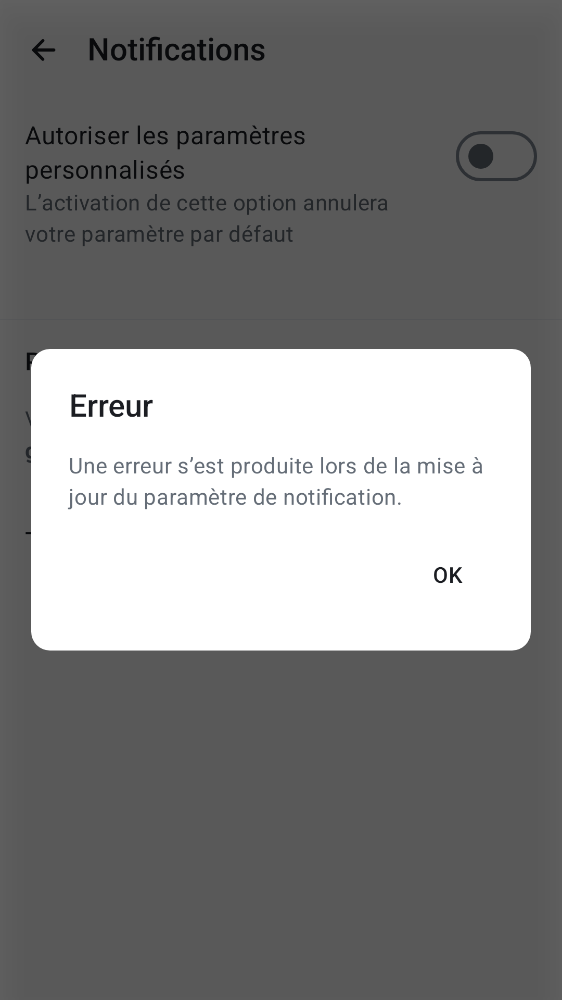 Notifications
Autoriser les paramètres
personnalisés
L’activation de cette option annulera
votre paramètre par défaut
Erreur
Une erreur s’est produite lors de la mise à
jour du paramètre de notification.
OK